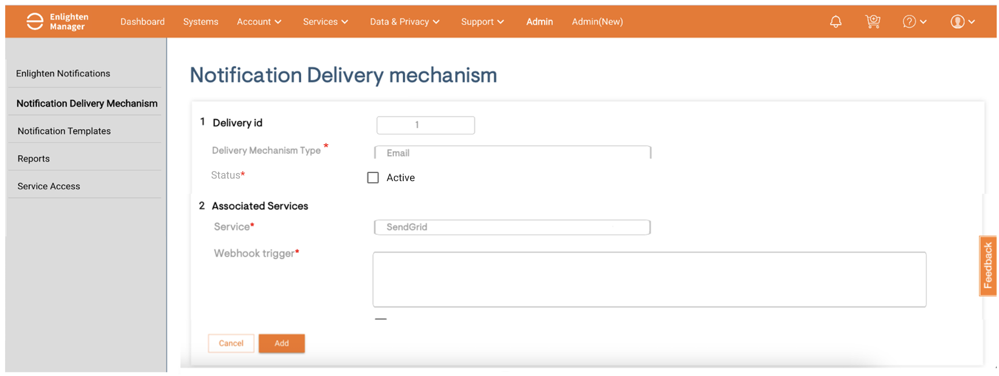 Enlighten
Manager
Dashboard Systems Account Services Data & Privacy Support Admin Admin(New)
Enlighten Notifications
Notification Delivery Mechanism
Notification Templates
Reports
Service Access
Notification Delivery mechanism
1 Delivery id 1
Delivery Mechanism Type * Email
Status* Active
2 Associated Services
Service* SendGrid
Webhook trigger*
Cancel Add
Feedback